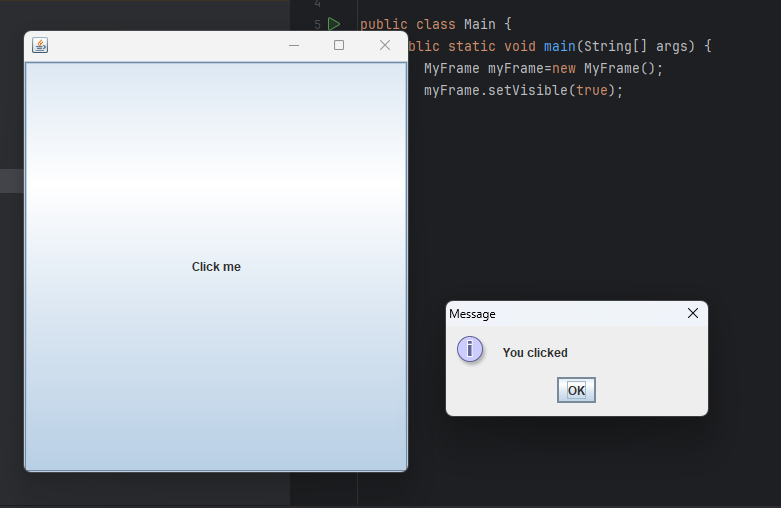 4
5 public class Main {
blic static void main(String[] args) {
MyFrame myFrame=new MyFrame();
myFrame.setVisible(true);
Click me
Message
i
You clicked
OK